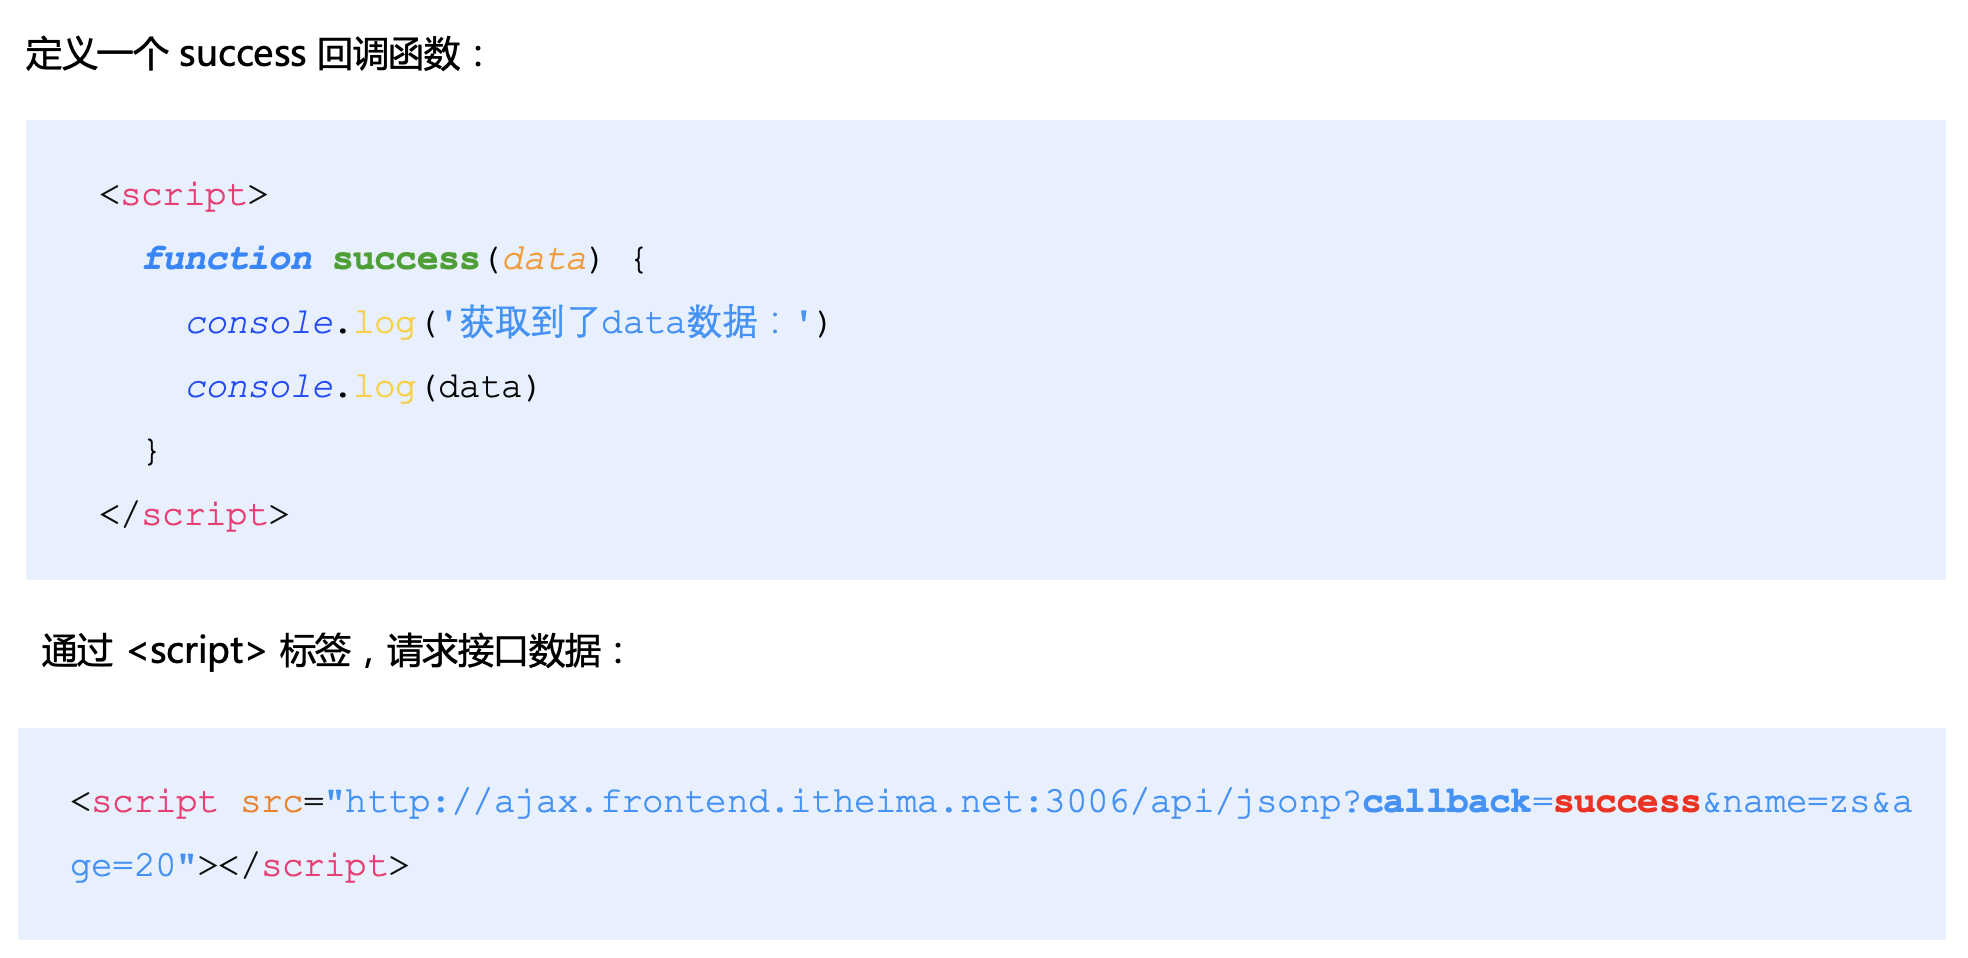 定义一个 success 回调函数：
<script>
function success(data) {
console.log('获取到了data数据：')
console.log(data)
}
</script>
通过 <script> 标签，请求接口数据：
<script src="http://ajax.frontend.itheima.net:3006/api/jsonp?callback=success&name=zs&a
ge=20"></script>